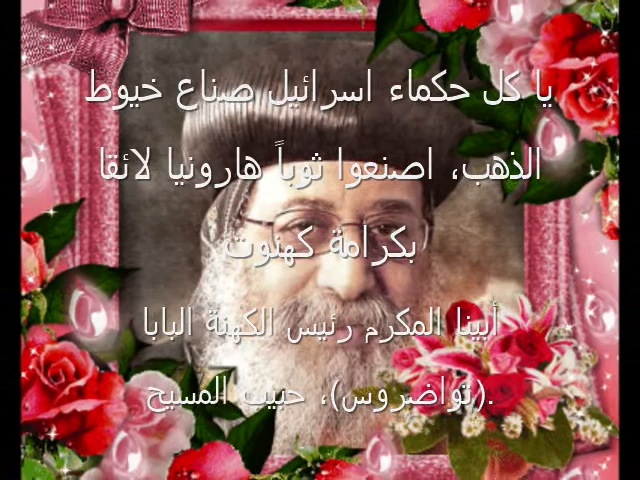 يا كل حكماء اسرائيل صناع خيوط
الذهب، اصنعوا ثوباً هارونيا لائقا
بكرامة كهنوت
أبينا المكرم رئيس الكهنة البابا
(تواضروس)، حبيب المسيح.